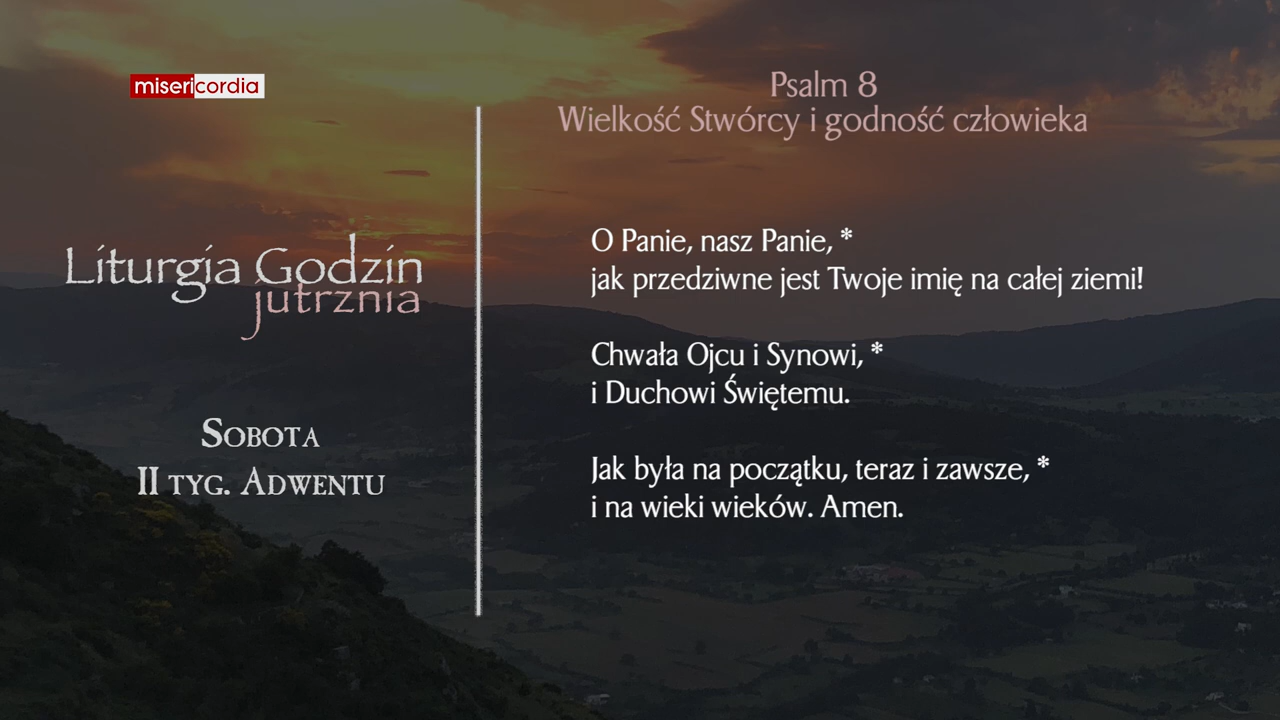 misericordia
Liturgia Godzin
jutrznia
Sobota
II tyg. Adwentu
Psalm 8
Wielkość Stwórcy i godność człowieka
O Panie, nasz Panie, *
jak przedziwne jest Twoje imię na całej ziemi!
Chwała Ojcu i Synowi, *
i Duchowi Świętemu.
Jak była na początku, teraz i zawsze, *
i na wieki wieków. Amen.